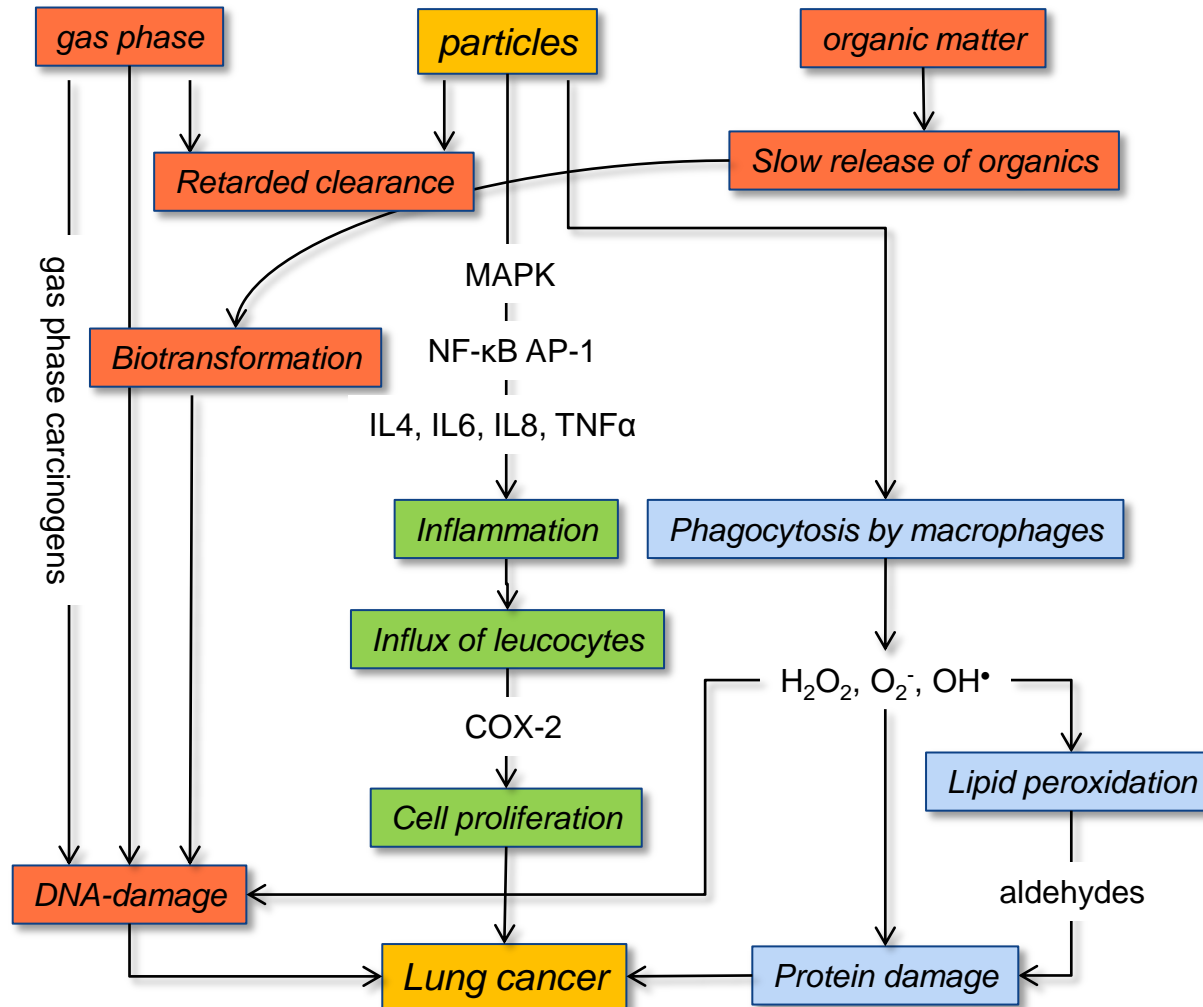 gas phase
particles
organic matter
Retarded clearance
Slow release of organics
gas phase carcinogens
MAPK
Biotransformation
NF-κB AP-1
IL4, IL6, IL8, TNFα
Inflammation
Phagocytosis by macrophages
Influx of leucocytes
H₂O₂, O₂⁻, OH•
COX-2
Lipid peroxidation
Cell proliferation
DNA-damage
aldehydes
Lung cancer
Protein damage